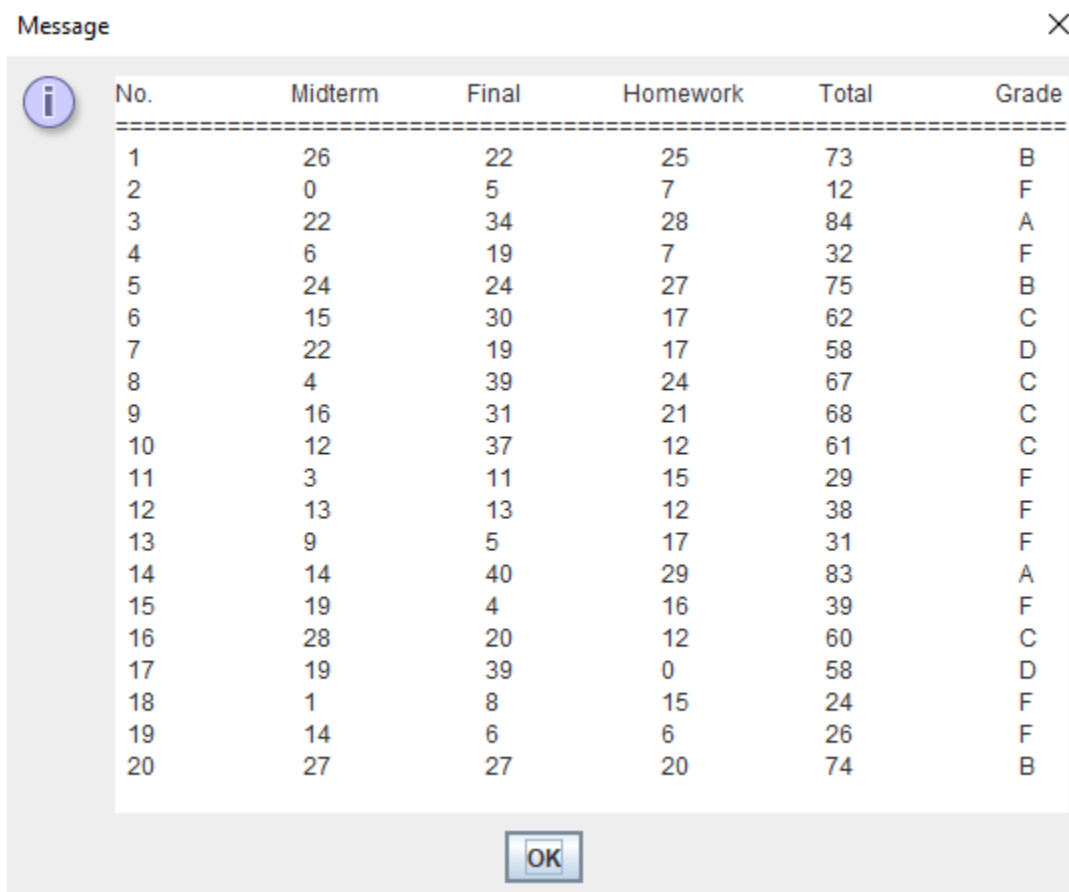 Message
No. Midterm Final Homework Total Grade
====================================================================
1 26 22 25 73 B
2 0 5 7 12 F
3 22 34 28 84 A
4 6 19 7 32 F
5 24 24 27 75 B
6 15 30 17 62 C
7 22 19 17 58 D
8 4 39 24 67 C
9 16 31 21 68 C
10 12 37 12 61 C
11 3 11 15 29 F
12 13 13 12 38 F
13 9 5 17 31 F
14 14 40 29 83 A
15 19 4 16 39 F
16 28 20 12 60 C
17 19 39 0 58 D
18 1 8 15 24 F
19 14 6 6 26 F
20 27 27 20 74 B
OK